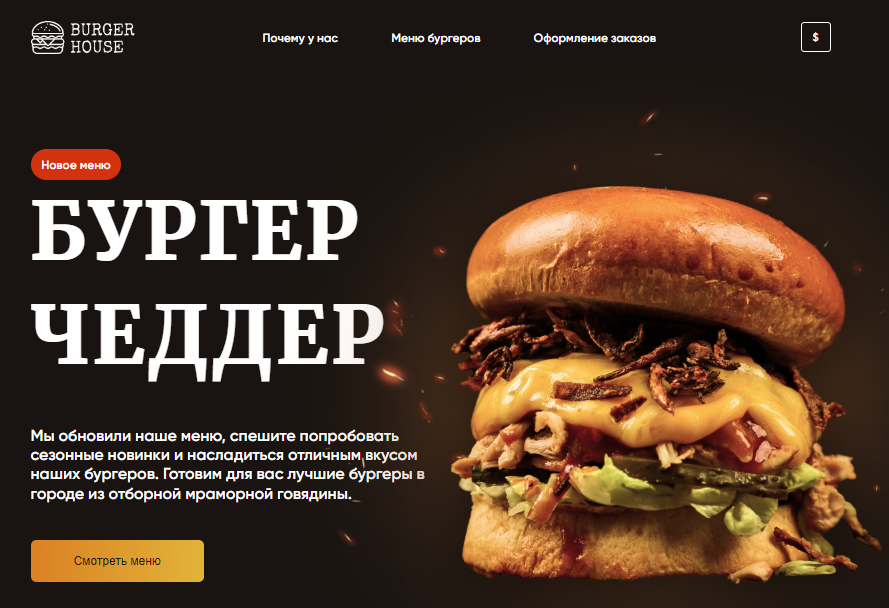 BURGER
HOUSE
Почему у нас
Меню бургеров
Оформление заказов
$
Новое меню
БУРГЕР
ЧЕДДЕР
Мы обновили наше меню, спешите попробовать
сезонные новинки и насладиться отличным вкусом
наших бургеров. Готовим для вас лучшие бургеры в
городе из отборной мраморной говядины.
Смотреть меню